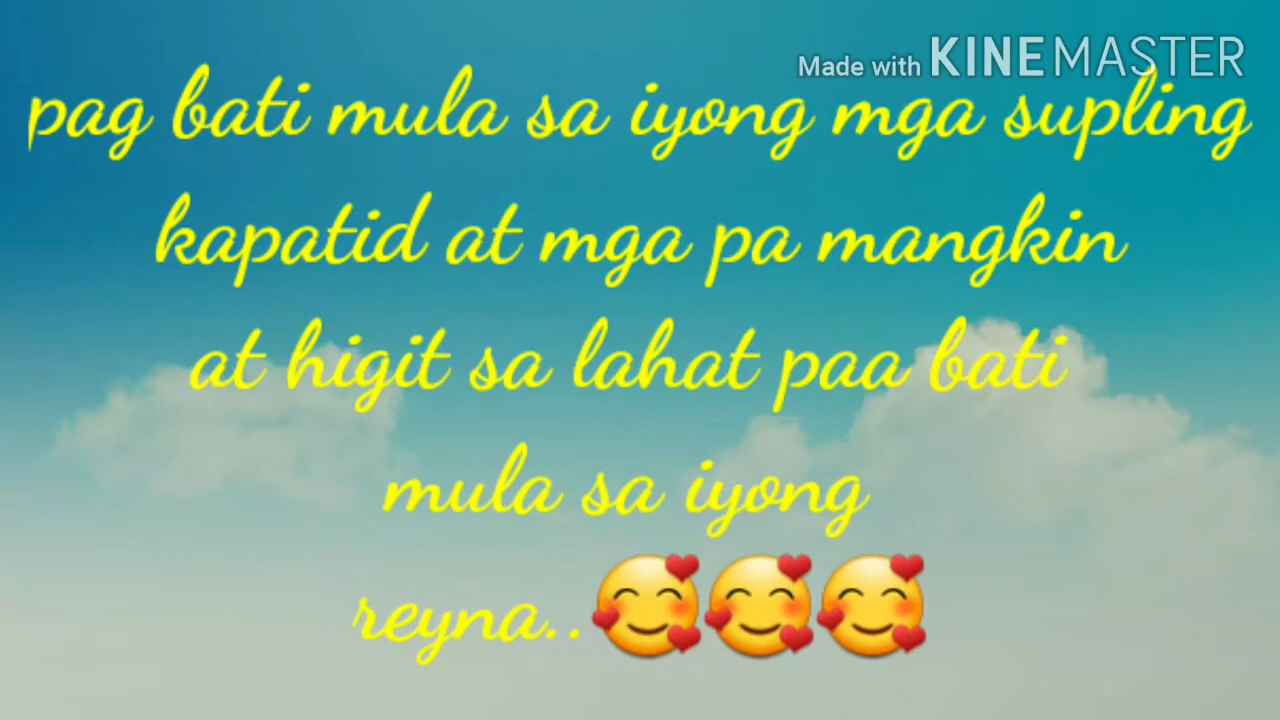 Made with KINEMASTER
pag bati mula sa iyong mga supling
kapatid at mga pa mangkin
at higit sa lahat paa bati
mula sa iyong
reyna..🥰🥰🥰